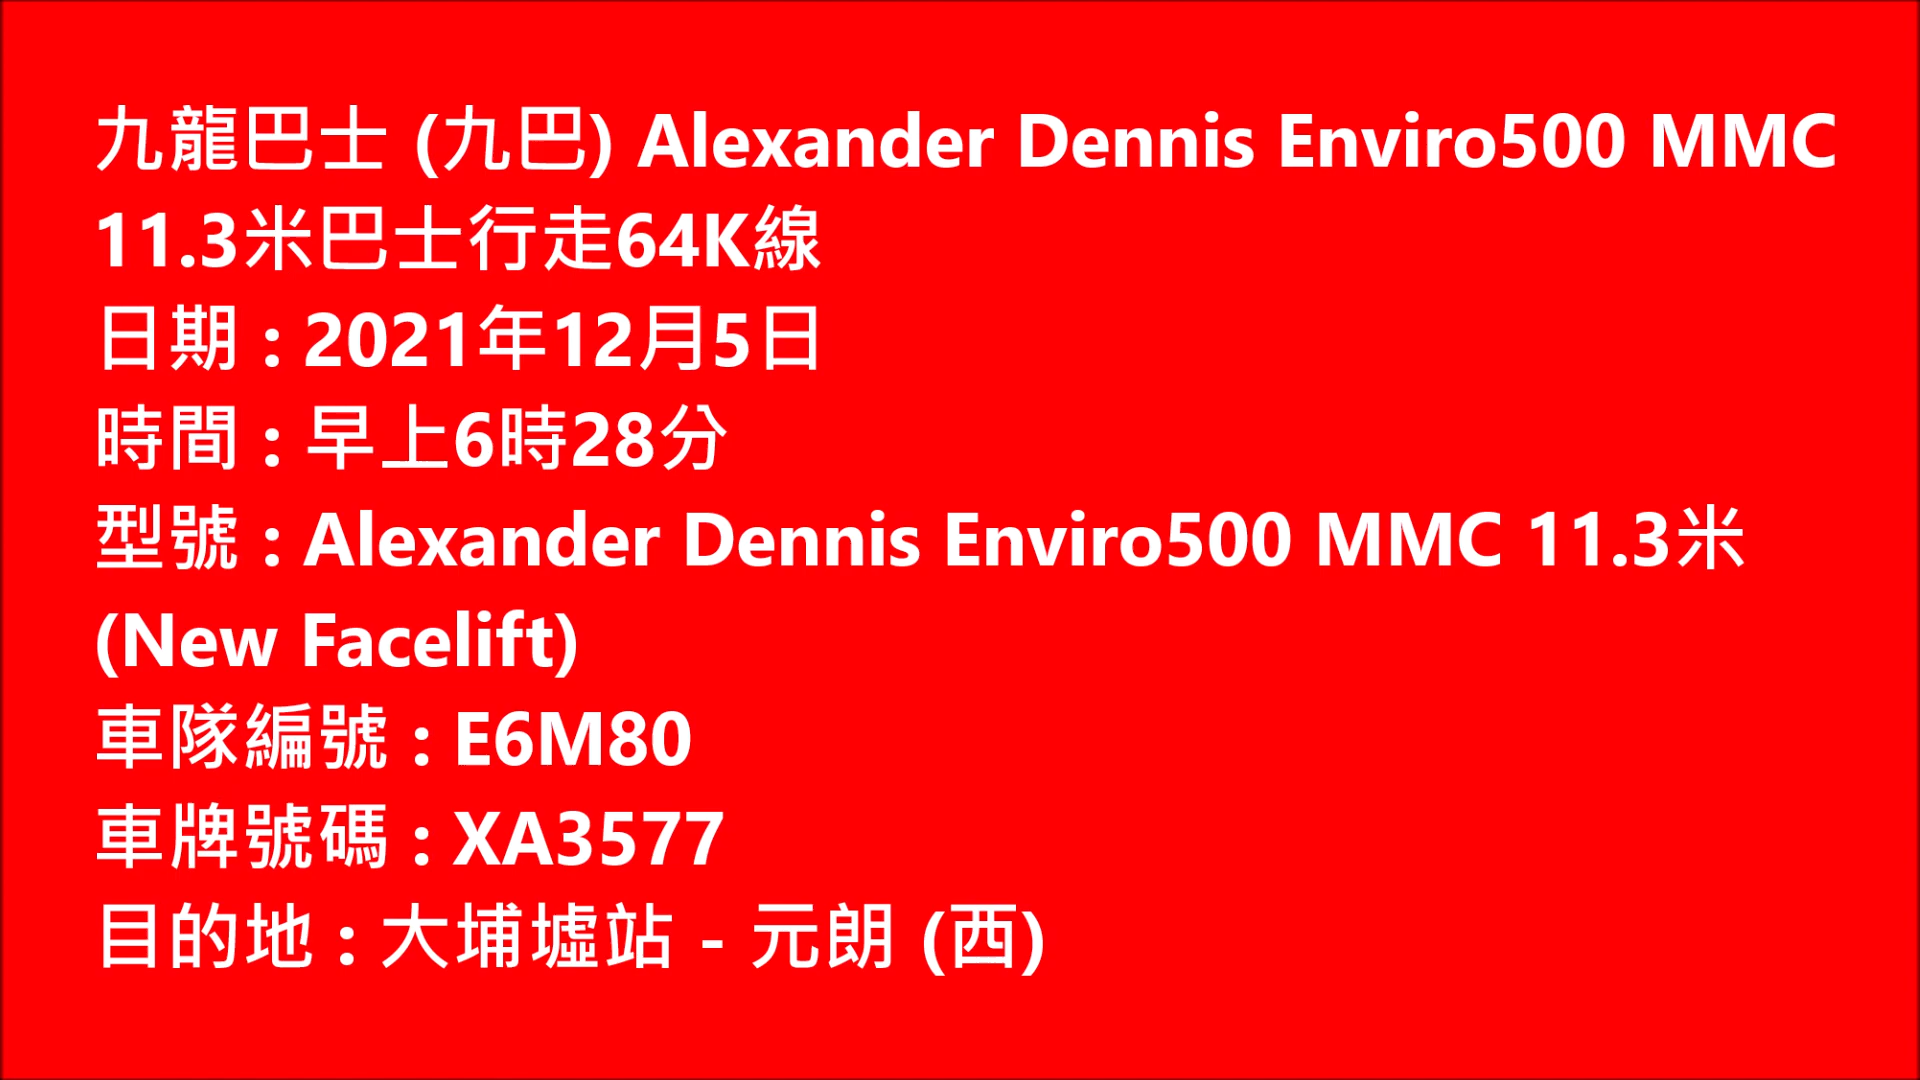 九龍巴士 (九巴) Alexander Dennis Enviro500 MMC
11.3米巴士行走64K線
日期 : 2021年12月5日
時間 : 早上6時28分
型號 : Alexander Dennis Enviro500 MMC 11.3米
(New Facelift)
車隊編號 : E6M80
車牌號碼 : XA3577
目的地 : 大埔墟站 - 元朗 (西)